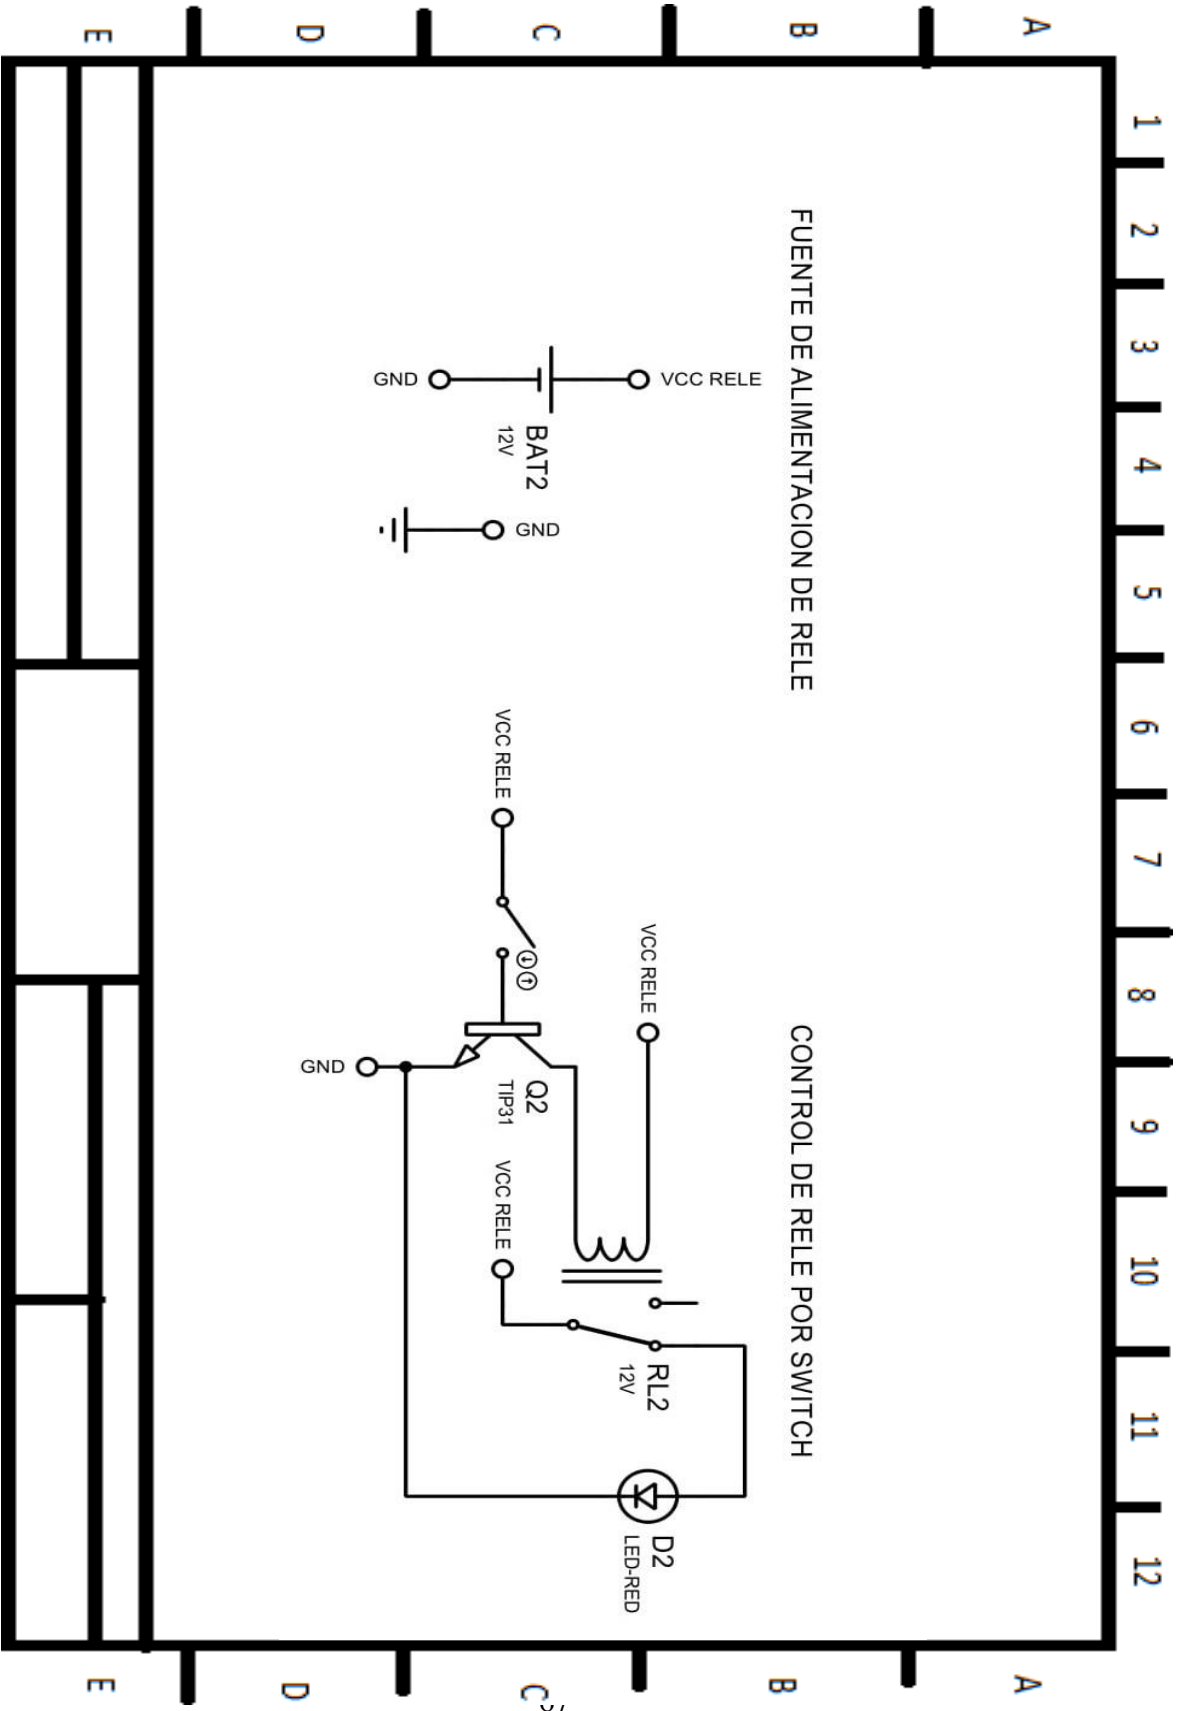 A
B
C
D
E
1
2
3
4
5
6
7
8
9
10
11
12
FUENTE DE ALIMENTACION DE RELE
VCC RELE
GND
BAT2
12V
GND
CONTROL DE RELE POR SWITCH
VCC RELE
VCC RELE
GND
Q2
TIP31
VCC RELE
RL2
12V
D2
LED-RED
A
B
C
D
E